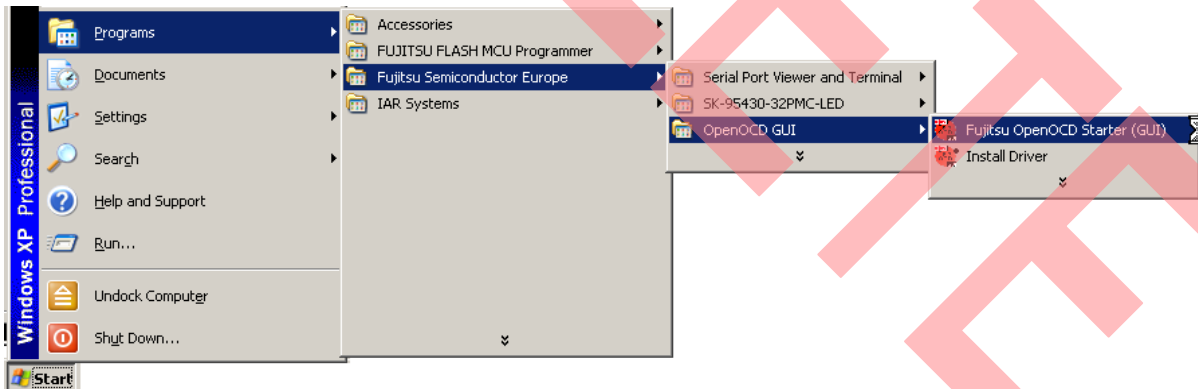 Windows XP Professional
Programs
Documents
Settings
Search
Help and Support
Run...
Undock Computer
Shut Down...
Start
Accessories
FUJITSU FLASH MCU Programmer
Fujitsu Semiconductor Europe
IAR Systems
Serial Port Viewer and Terminal
SK-95430-32PMC-LED
OpenOCD GUI
Fujitsu OpenOCD Starter (GUI)
Install Driver